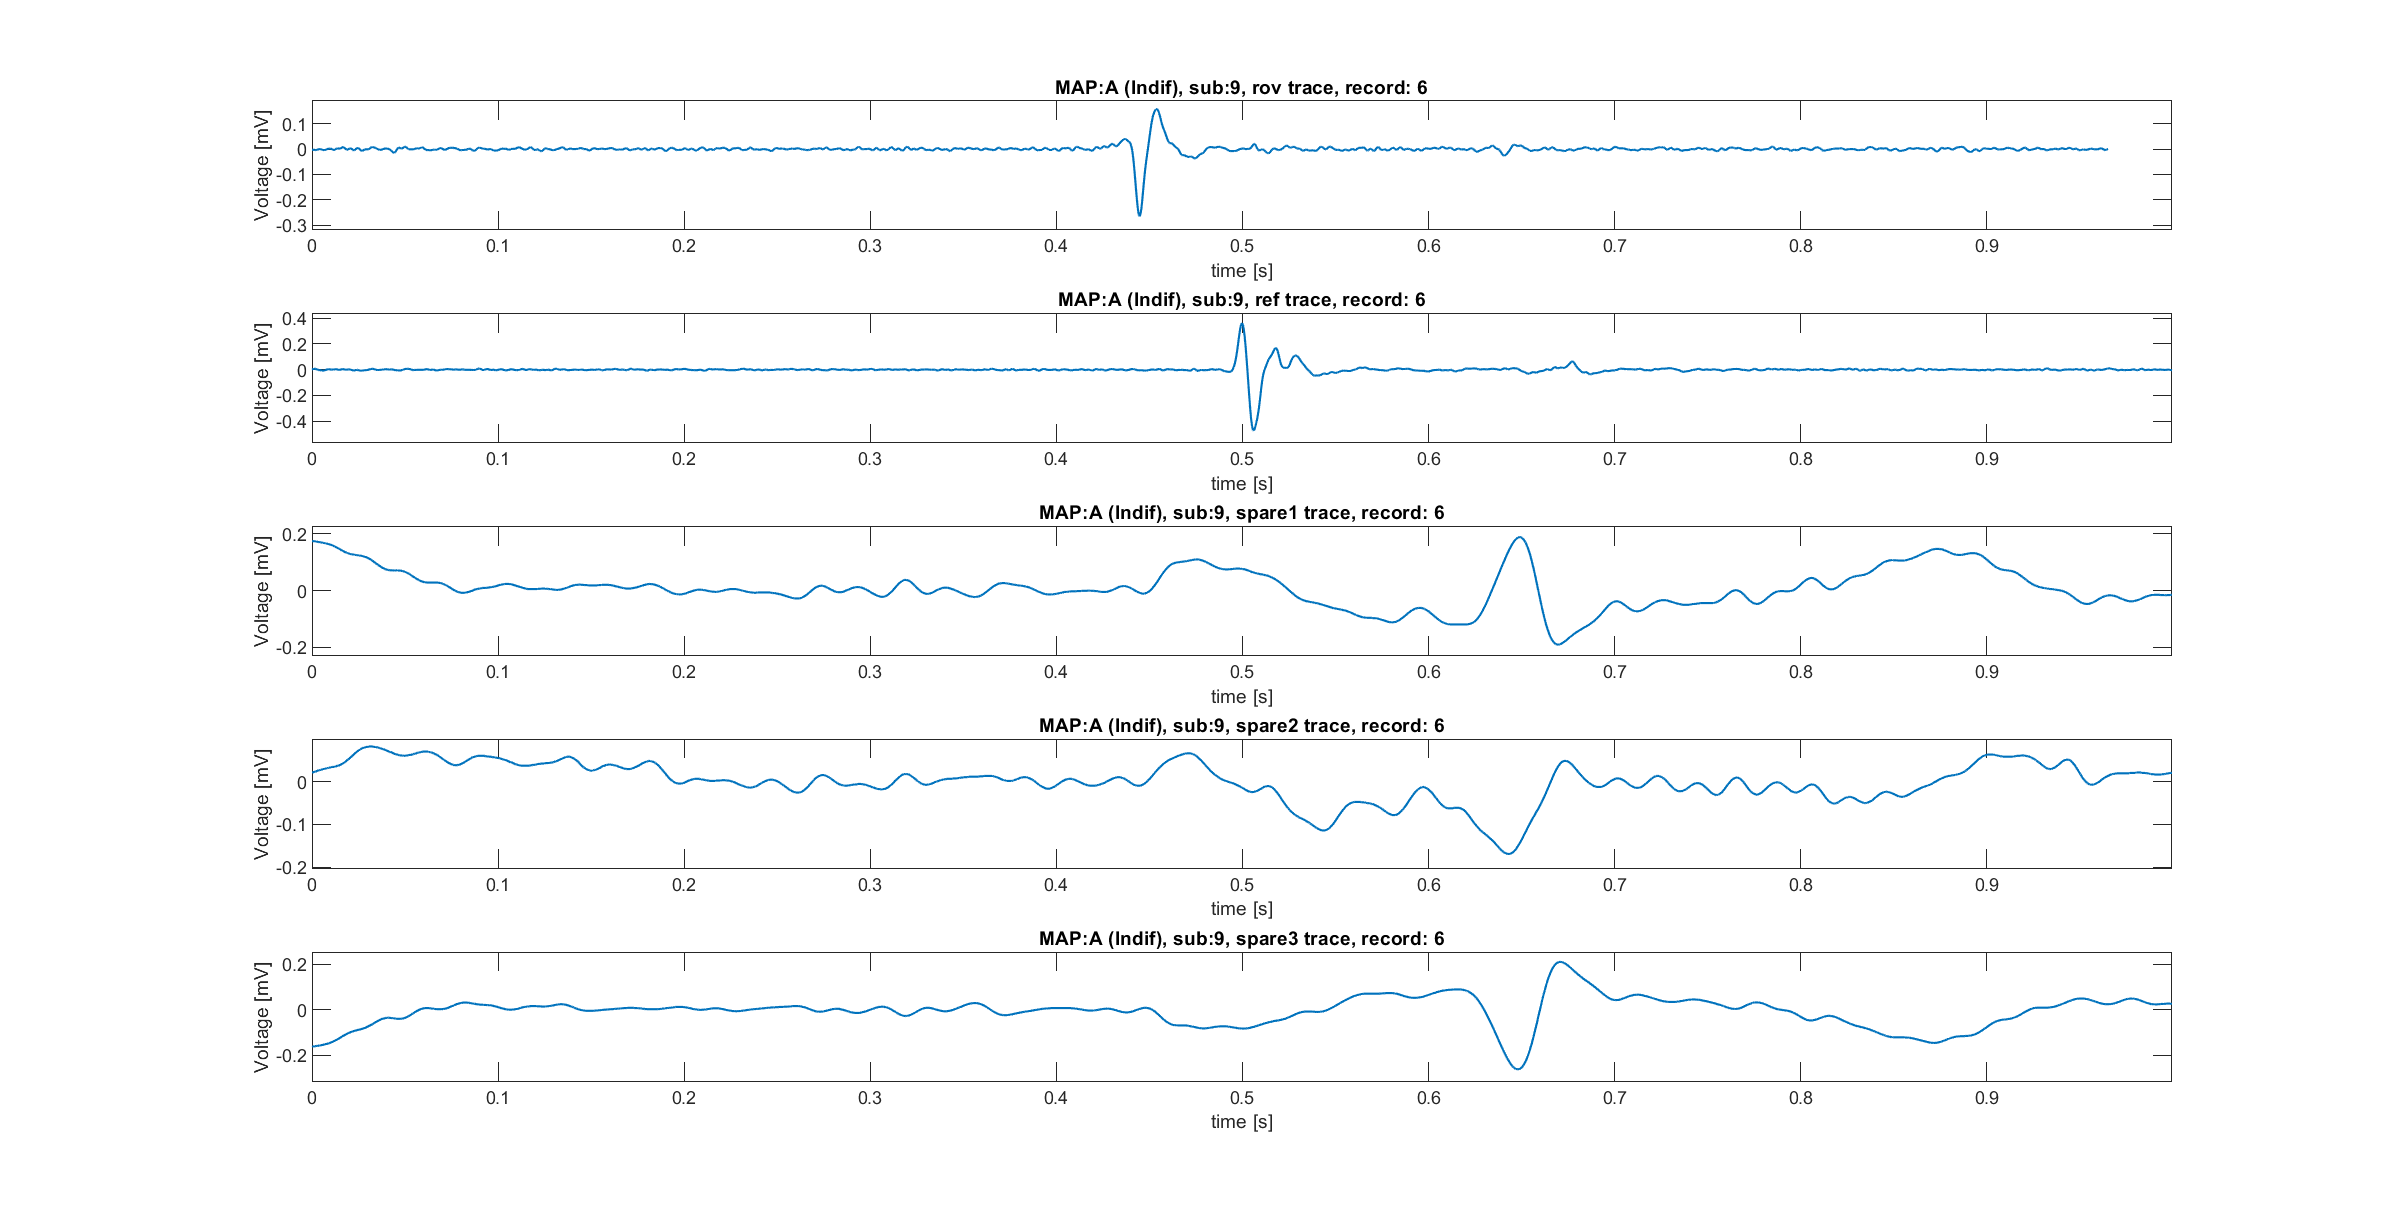 MAP:A (Indif), sub:9, rov trace, record: 6
Voltage [mV]
0.1
0
-0.1
-0.2
-0.3
0 0.1 0.2 0.3 0.4 0.5 0.6 0.7 0.8 0.9
time [s]
MAP:A (Indif), sub:9, ref trace, record: 6
Voltage [mV]
0.4
0.2
0
-0.2
-0.4
0 0.1 0.2 0.3 0.4 0.5 0.6 0.7 0.8 0.9
time [s]
MAP:A (Indif), sub:9, spare1 trace, record: 6
Voltage [mV]
0.2
0
-0.2
0 0.1 0.2 0.3 0.4 0.5 0.6 0.7 0.8 0.9
time [s]
MAP:A (Indif), sub:9, spare2 trace, record: 6
Voltage [mV]
0
-0.1
-0.2
0 0.1 0.2 0.3 0.4 0.5 0.6 0.7 0.8 0.9
time [s]
MAP:A (Indif), sub:9, spare3 trace, record: 6
Voltage [mV]
0.2
0
-0.2
0 0.1 0.2 0.3 0.4 0.5 0.6 0.7 0.8 0.9
time [s]